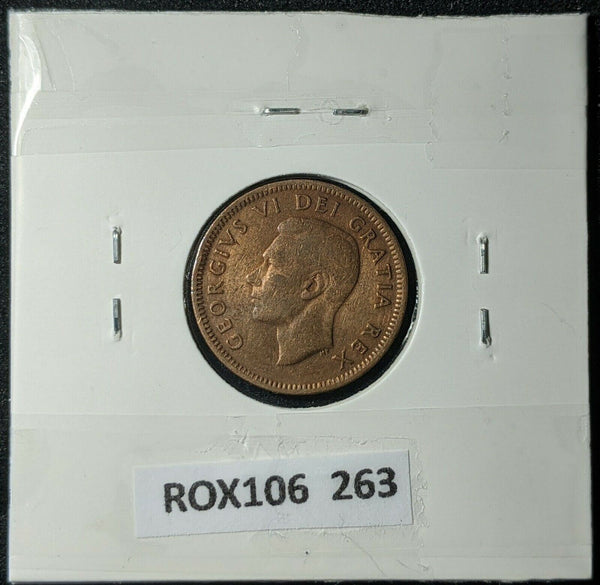 GEORGIVS VI DEI GRATIA REX
ROX106 263